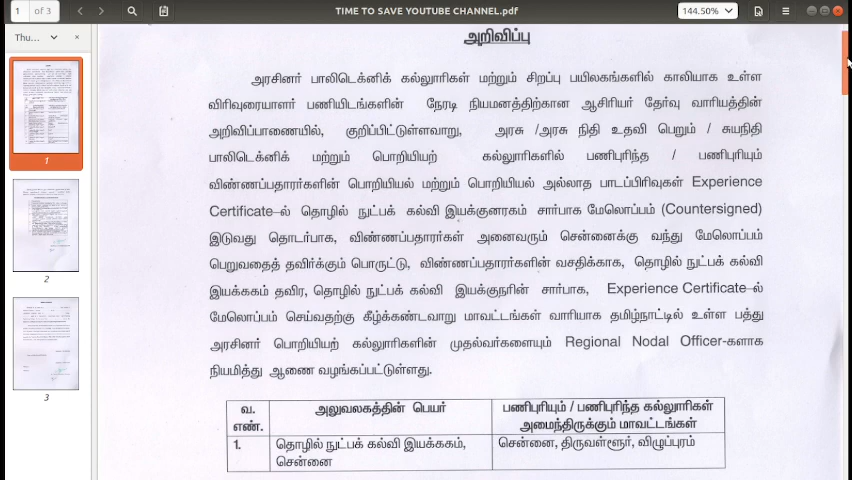 1 of 3
TIME TO SAVE YOUTUBE CHANNEL.pdf
144.50%
Thu...
1
2
3
அறிவிப்பு
அரசினர் பாலிடெக்னிக் கல்லூரிகள் மற்றும் சிறப்பு பயிலகங்களில் காலியாக உள்ள
விரிவுரையாளர் பணியிடங்களின் நேரடி நியமனத்திற்கான ஆசிரியர் தேர்வு வாரியத்தின்
அறிவிப்பாணையில், குறிப்பிட்டுள்ளவாறு, அரசு /அரசு நிதி உதவி பெறும் / சுயநிதி
பாலிடெக்னிக் மற்றும் பொறியியற் கல்லூரிகளில் பணிபுரிந்த / பணிபுரியும்
விண்ணப்பதாரர்களின் பொறியியல் மற்றும் பொறியியல் அல்லாத பாடப்பிரிவுகள் Experience
Certificate-ல் தொழில் நுட்பக் கல்வி இயக்குனரகம் சார்பாக மேலொப்பம் (Countersigned)
இடுவது தொடர்பாக, விண்ணப்பதாரர்கள் அனைவரும் சென்னைக்கு வந்து மேலொப்பம்
பெறுவதைத் தவிர்க்கும் பொருட்டு, விண்ணப்பதாரர்களின் வசதிக்காக, தொழில் நுட்பக் கல்வி
இயக்ககம் தவிர, தொழில் நுட்பக் கல்வி இயக்குநரின் சார்பாக, Experience Certificate-ல்
மேலொப்பம் செய்வதற்கு கீழ்க்கண்டவாறு மாவட்டங்கள் வாரியாக தமிழ்நாட்டில் உள்ள பத்து
அரசினர் பொறியியற் கல்லூரிகளின் முதல்வர்களையும் Regional Nodal Officer-களாக
நியமித்து ஆணை வழங்கப்பட்டுள்ளது.
வ. எண். அலுவலகத்தின் பெயர் பணிபுரியும் / பணிபுரிந்த கல்லூரிகள்
அமைந்திருக்கும் மாவட்டங்கள்
1. தொழில் நுட்பக் கல்வி இயக்ககம், சென்னை, திருவள்ளூர், விழுப்புரம்
சென்னை